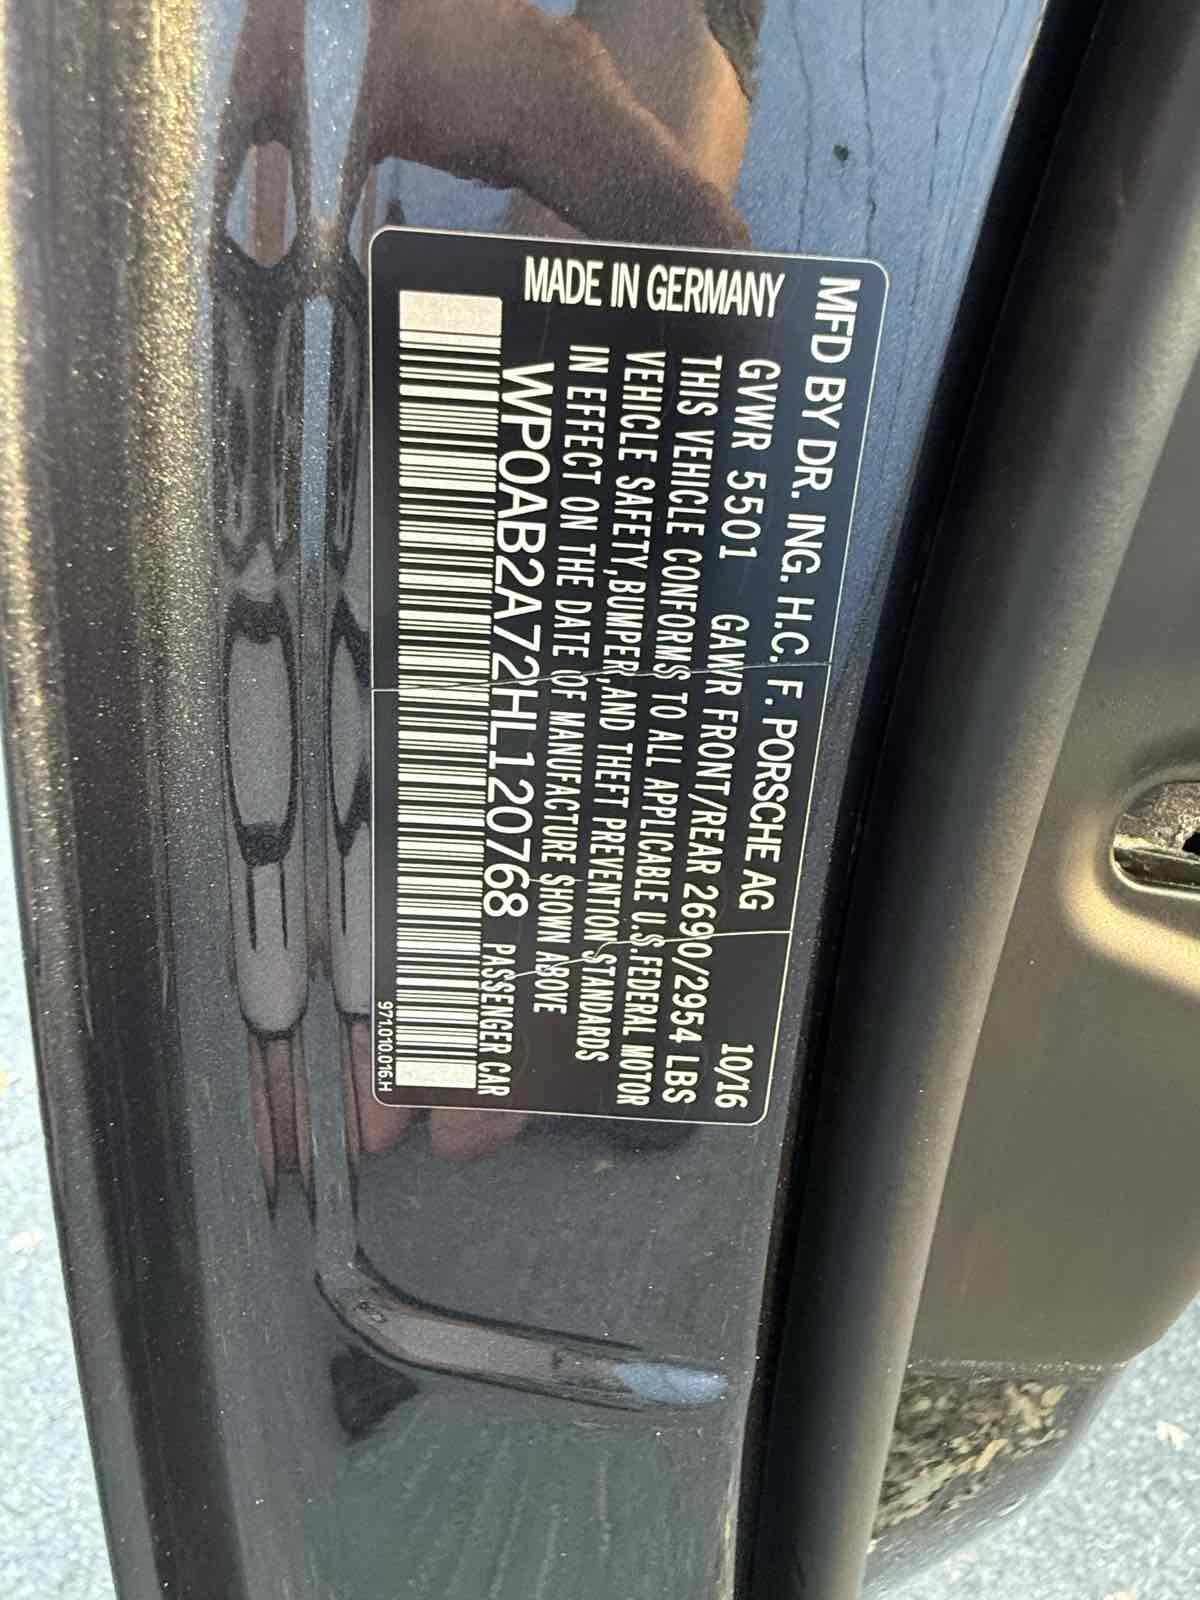 MFD BY DR. ING. H.C. F. PORSCHE AG
MADE IN GERMANY 10/16
GVWR 5501 GAWR FRONT/REAR 2690/2954 LBS
THIS VEHICLE CONFORMS TO ALL APPLICABLE U.S.FEDERAL MOTOR
VEHICLE SAFETY,BUMPER,AND THEFT PREVENTION STANDARDS
IN EFFECT ON THE DATE OF MANUFACTURE SHOWN ABOVE
WP0AB2A72HL120768 PASSENGER CAR
971.010.016.H